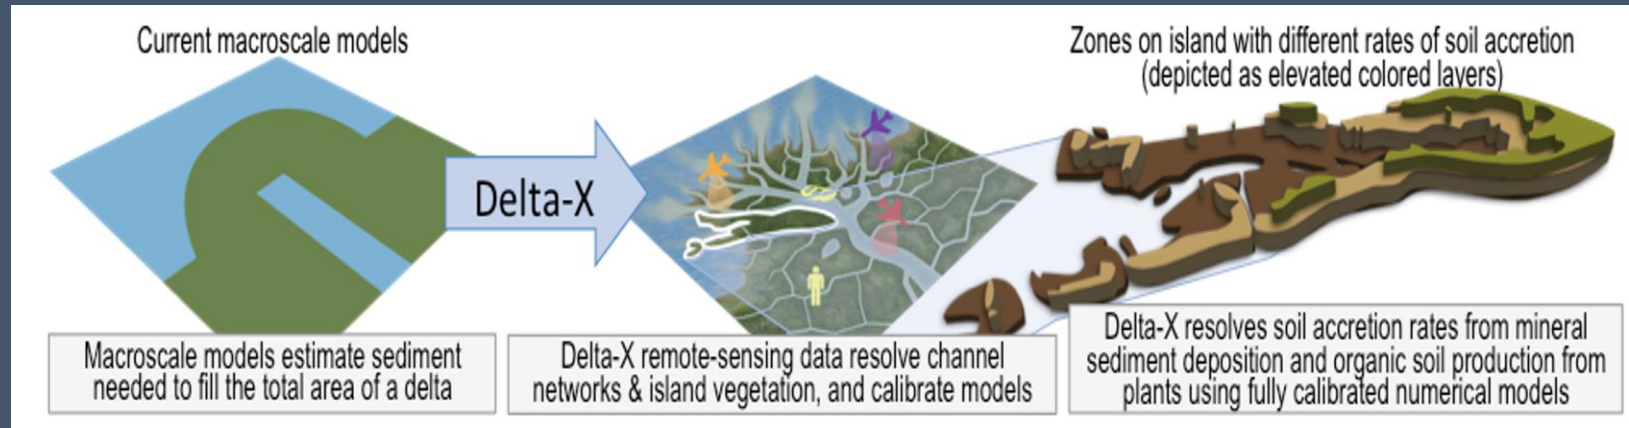 Current macroscale models
Zones on island with different rates of soil accretion
(depicted as elevated colored layers)
Delta-X
Macroscale models estimate sediment
needed to fill the total area of a delta
Delta-X remote-sensing data resolve channel
networks & island vegetation, and calibrate models
Delta-X resolves soil accretion rates from mineral
sediment deposition and organic soil production from
plants using fully calibrated numerical models